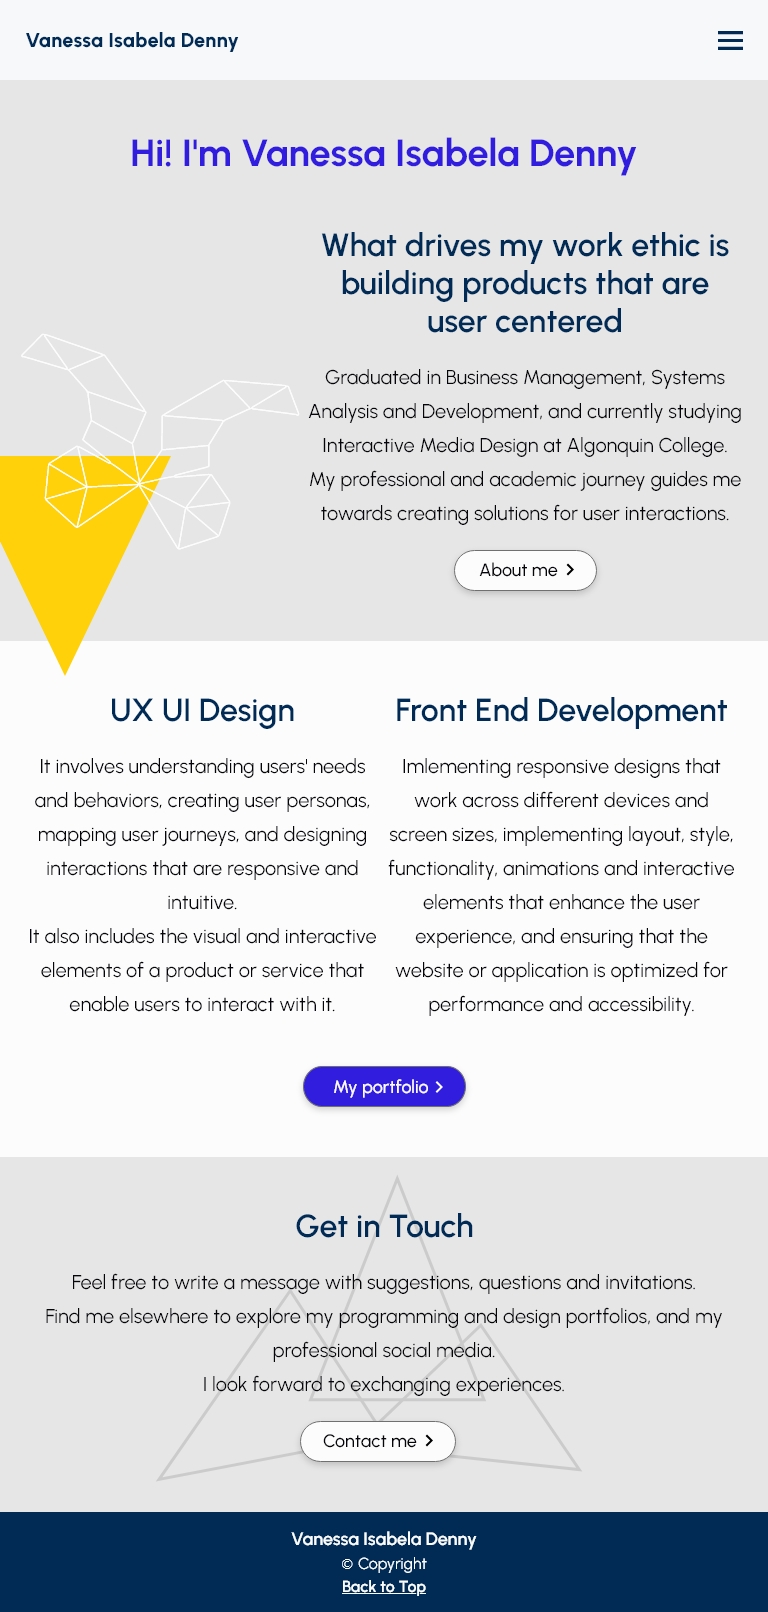 Vanessa Isabela Denny
Hi! I'm Vanessa Isabela Denny
What drives my work ethic is
building products that are
user centered
Graduated in Business Management, Systems
Analysis and Development, and currently studying
Interactive Media Design at Algonquin College.
My professional and academic journey guides me
towards creating solutions for user interactions.
About me
UX UI Design
It involves understanding users' needs
and behaviors, creating user personas,
mapping user journeys, and designing
interactions that are responsive and
intuitive.
It also includes the visual and interactive
elements of a product or service that
enable users to interact with it.
Front End Development
Imlementing responsive designs that
work across different devices and
screen sizes, implementing layout, style,
functionality, animations and interactive
elements that enhance the user
experience, and ensuring that the
website or application is optimized for
performance and accessibility.
My portfolio
Get in Touch
Feel free to write a message with suggestions, questions and invitations.
Find me elsewhere to explore my programming and design portfolios, and my
professional social media.
I look forward to exchanging experiences.
Contact me
Vanessa Isabela Denny
© Copyright
Back to Top